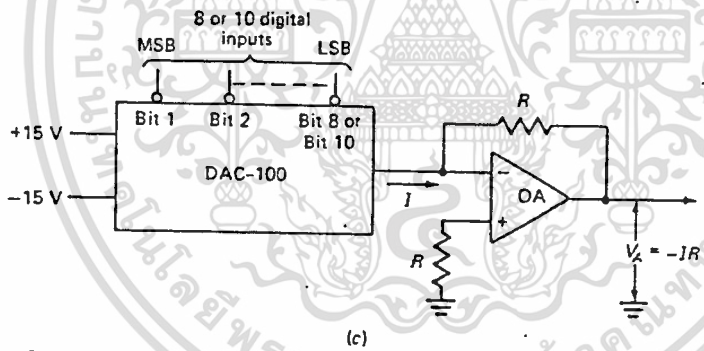 8 or 10 digital
inputs
MSB
LSB
Bit 1
Bit 2
Bit 8 or
Bit 10
+15 V
-15 V
DAC-100
I
R
-
+
OA
R
V_A = -IR
(c)